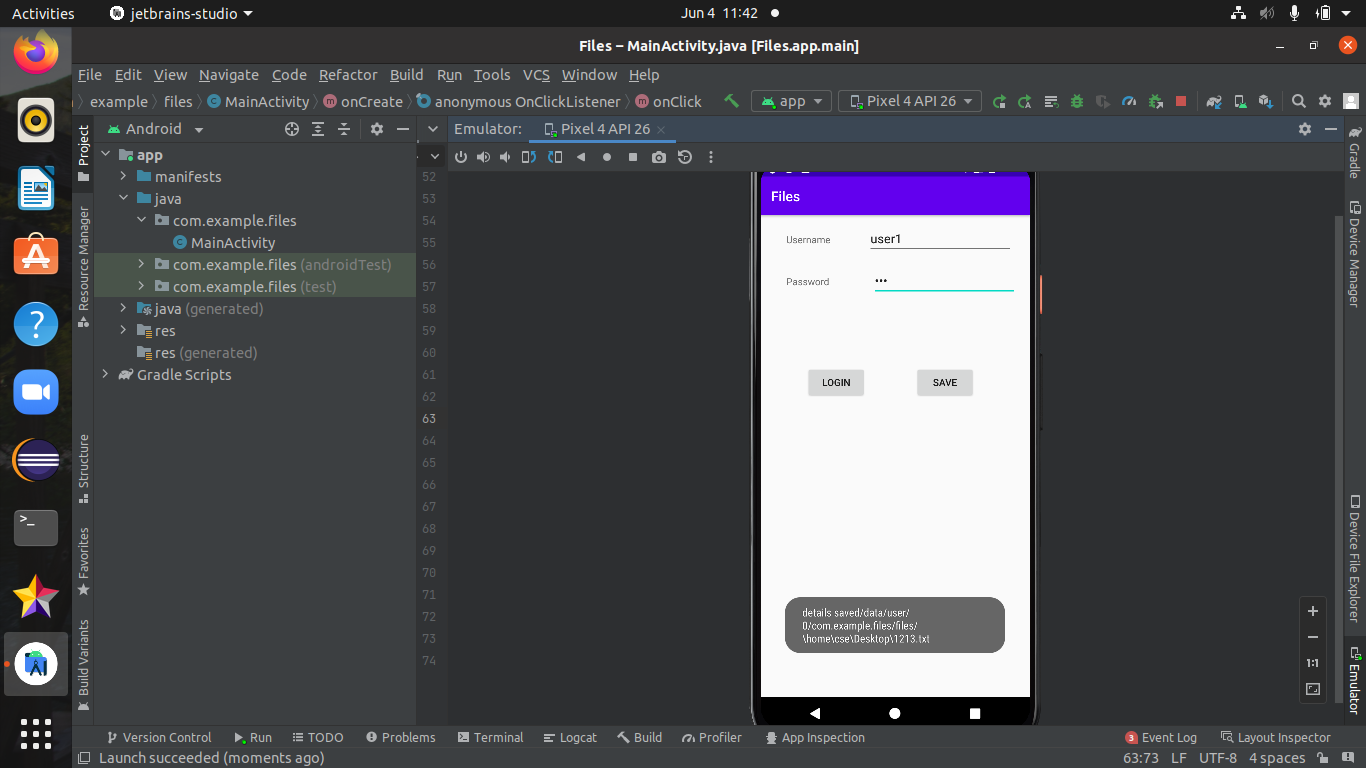 Activities
jetbrains-studio
Jun 4 11:42
Files – MainActivity.java [Files.app.main]
File Edit View Navigate Code Refactor Build Run Tools VCS Window Help
example files MainActivity onCreate anonymous OnClickListener onClick
app
Pixel 4 API 26
Project
Android
Emulator:
Pixel 4 API 26
Gradle
app
manifests
java
com.example.files
MainActivity
com.example.files (androidTest)
com.example.files (test)
java (generated)
res
res (generated)
Gradle Scripts
Resource Manager
Structure
Favorites
Build Variants
52
53
54
55
56
57
58
59
60
61
62
63
64
65
66
67
68
69
70
71
72
73
74
Files
Username
user1
Password
•••
LOGIN
SAVE
details saved/data/user/
0/com.example.files/files/
\home\cse\Desktop\1213.txt
1:1
Device Manager
Device File Explorer
Emulator
Version Control
Run
TODO
Problems
Terminal
Logcat
Build
Profiler
App Inspection
3 Event Log
Layout Inspector
Launch succeeded (moments ago)
63:73 LF UTF-8 4 spaces